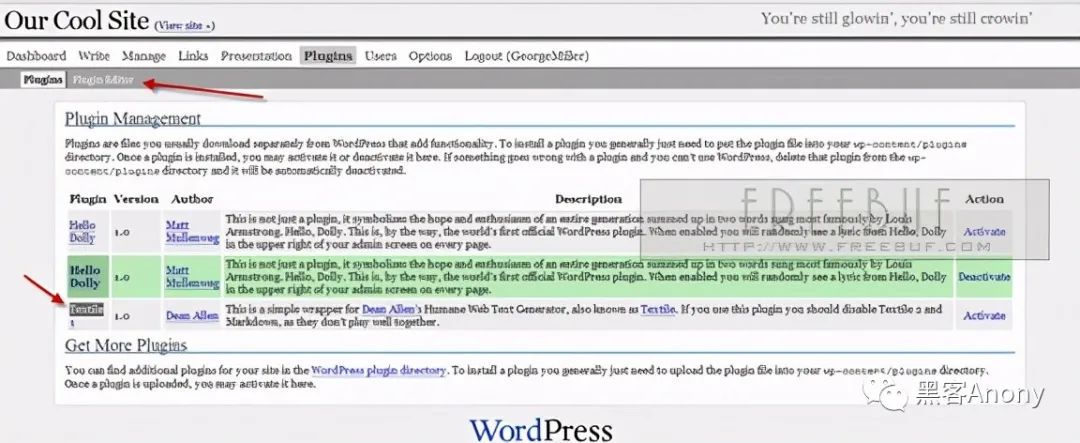 Our Cool Site (View site »)
You're still glowin', you're still crowin'
Dashboard Write Manage Links Presentation Plugins Users Options Logout (GeorgeMiller)
Plugins Plugin Editor
Plugin Management
Plugins are files you usually download separately from WordPress that add functionality. To install a plugin you generally just need to put the plugin file into your wp-content/plugins
directory. Once a plugin is installed, you may activate it or deactivate it here. If something goes wrong with a plugin and you can't use WordPress, delete that plugin from the wp-
content/plugins directory and it will be automatically deactivated.
Plugin Version Author Description Action
Hello
Dolly
1.0
Matt
Mullenweg
This is not just a plugin, it symbolizes the hope and enthusiasm of an entire generation summed up in two words sung most famously by Louis
Armstrong. Hello, Dolly. This is, by the way, the world's first official WordPress plugin. When enabled you will randomly see a lyric from Hello, Dolly
in the upper right of your admin screen on every page.
Activate
Hello
Dolly
1.0
Matt
Mullenweg
This is not just a plugin, it symbolizes the hope and enthusiasm of an entire generation summed up in two words sung most famously by Louis
Armstrong. Hello, Dolly. This is, by the way, the world's first official WordPress plugin. When enabled you will randomly see a lyric from Hello, Dolly
in the upper right of your admin screen on every page.
Deactivate
Textile
1
1.0
Dean Allen
This is a simple wrapper for Dean Allen's Humane Web Text Generator, also known as Textile. If you use this plugin you should disable Textile 2 and
Markdown, as they don't play well together.
Activate
Get More Plugins
You can find additional plugins for your site in the WordPress plugin directory. To install a plugin you generally just need to upload the plugin file into your wp-content/plugins directory.
Once a plugin is uploaded, you may activate it here.
WordPress
FREEBUF
HTTP://WWW.FREEBUF.COM
黑客Anony